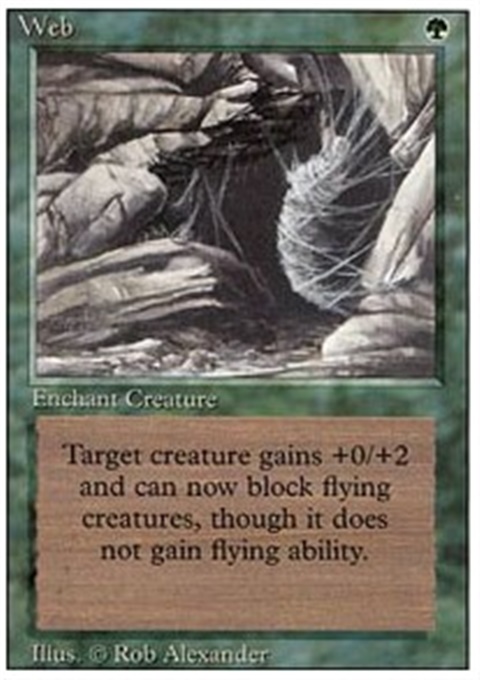 Web
Enchant Creature
Target creature gains +0/+2
and can now block flying
creatures, though it does
not gain flying ability.
Illus. © Rob Alexander